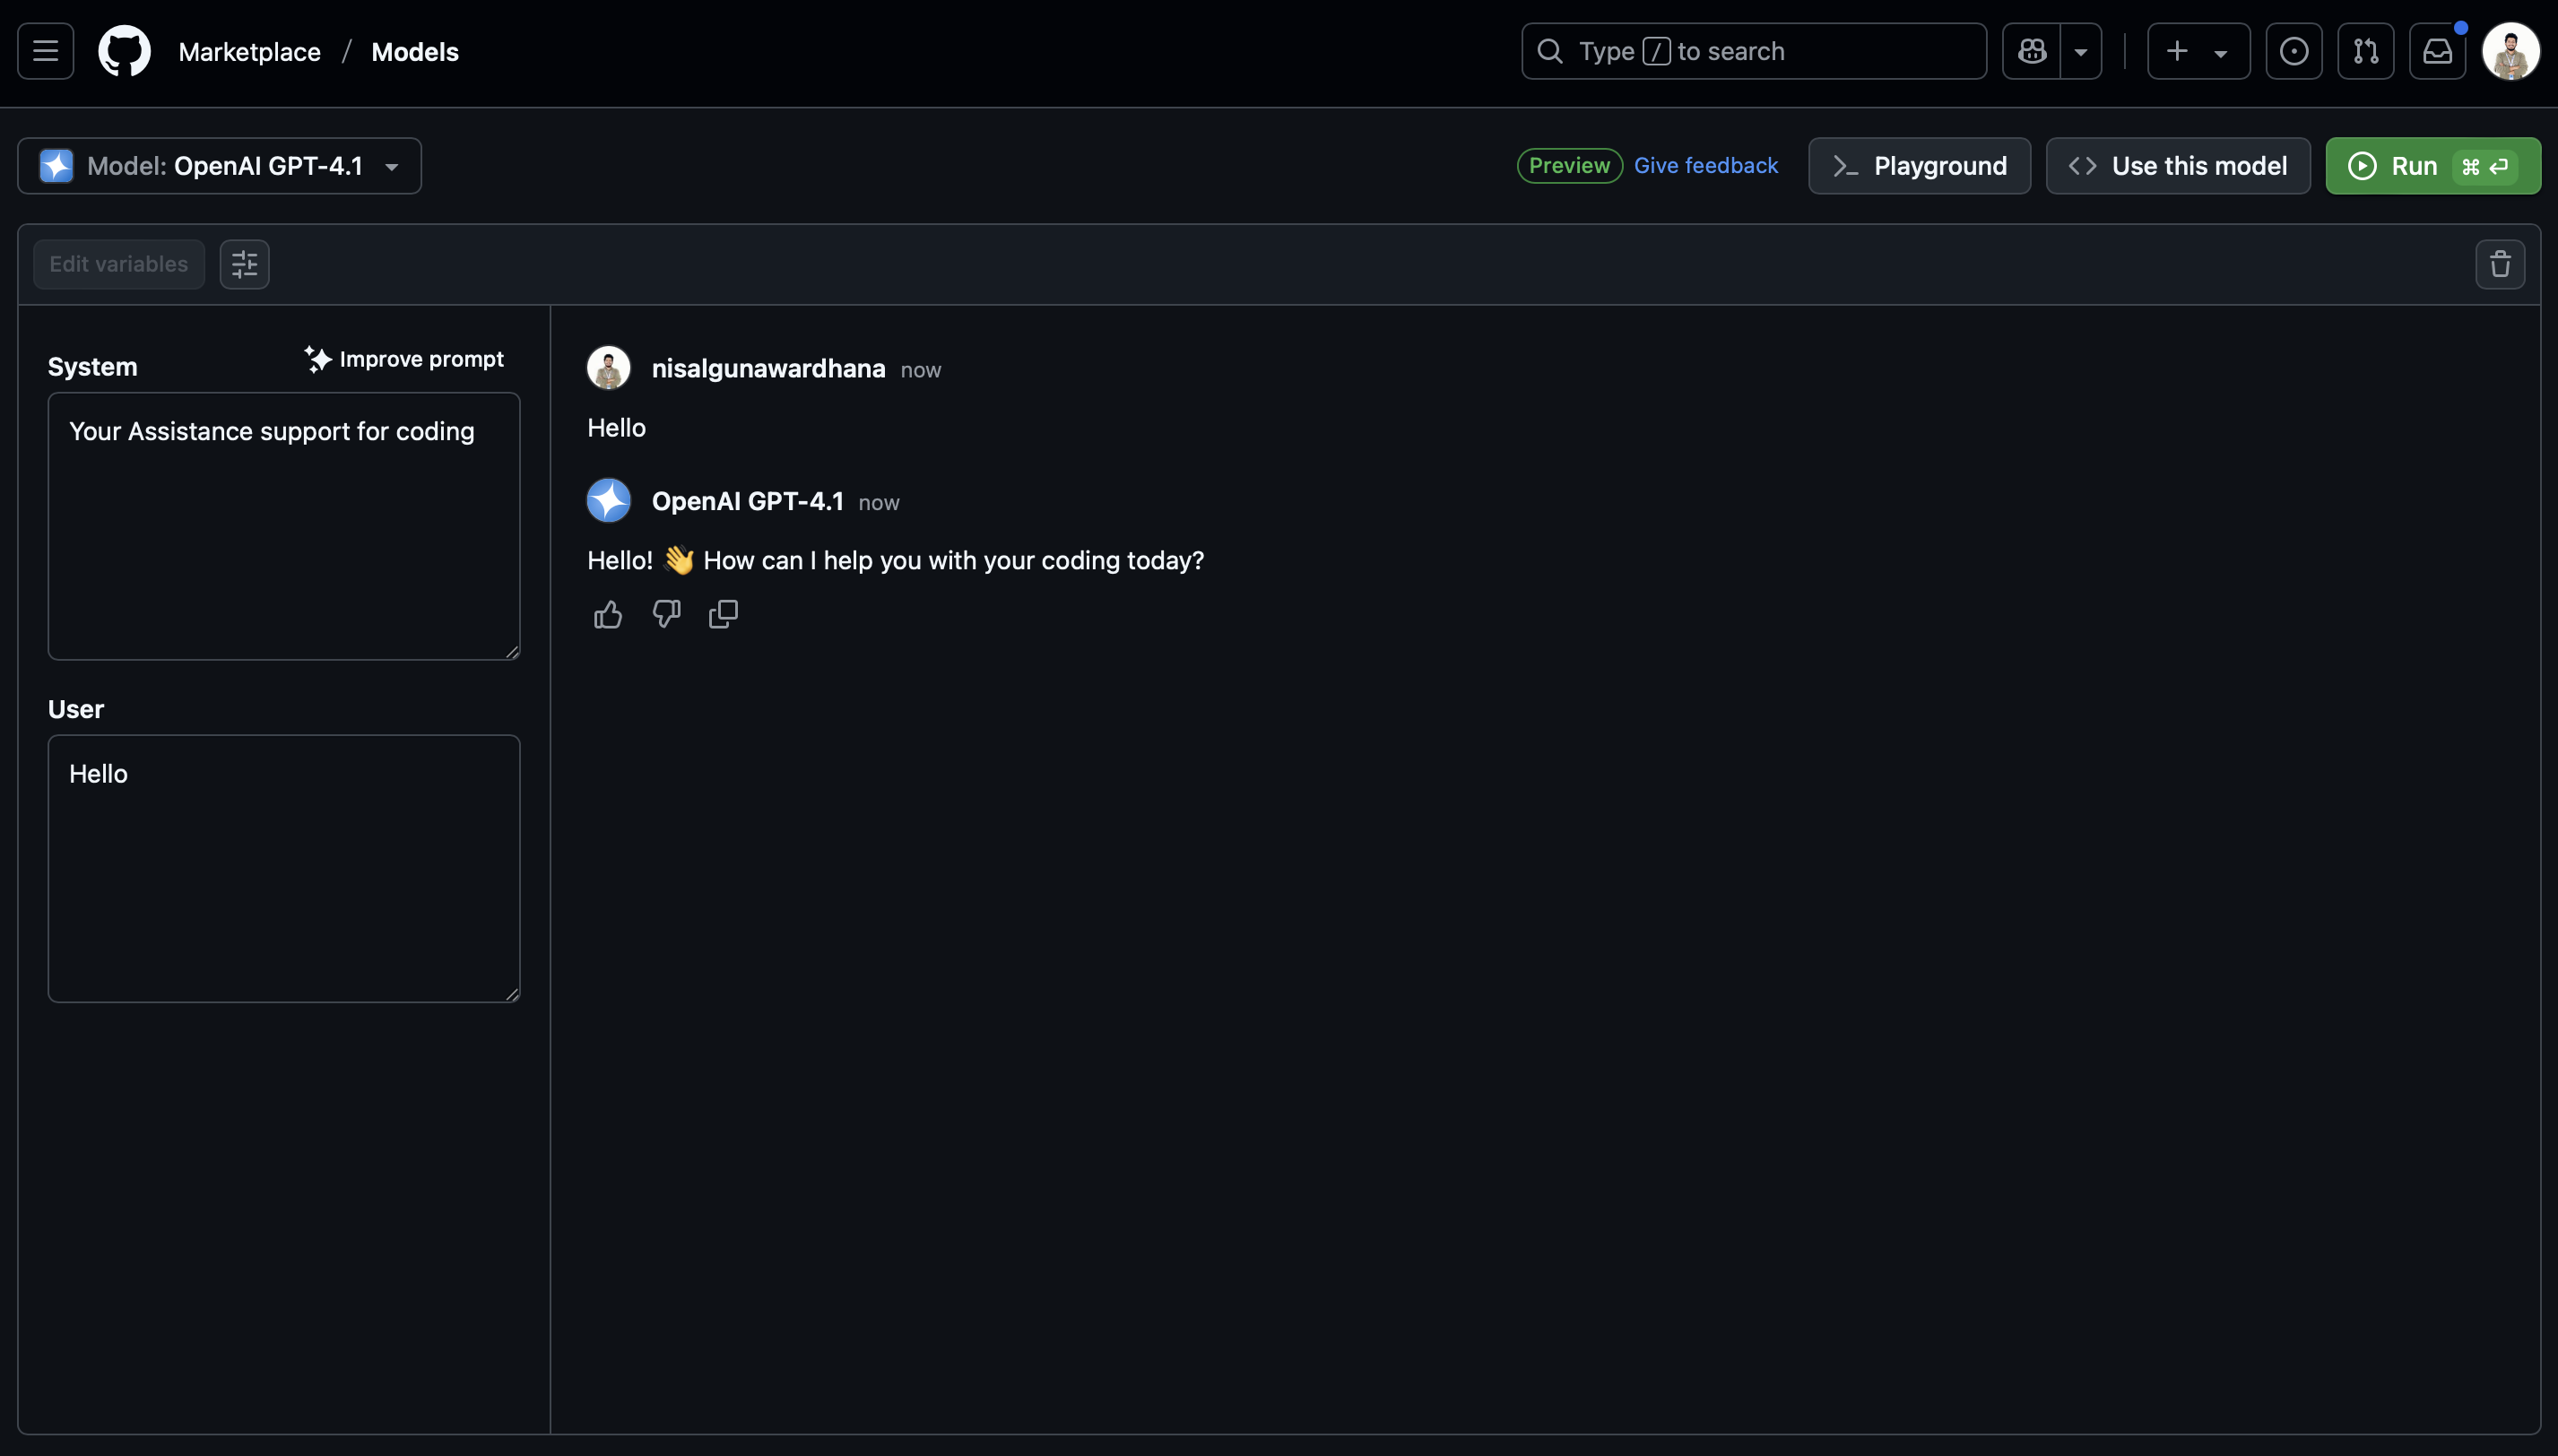 Marketplace / Models
Type / to search
Model: OpenAI GPT-4.1
Preview Give feedback Playground Use this model Run ⌘ ⏎
Edit variables
System Improve prompt
Your Assistance support for coding
User
Hello
nisalgunawardhana now
Hello
OpenAI GPT-4.1 now
Hello! 👋 How can I help you with your coding today?